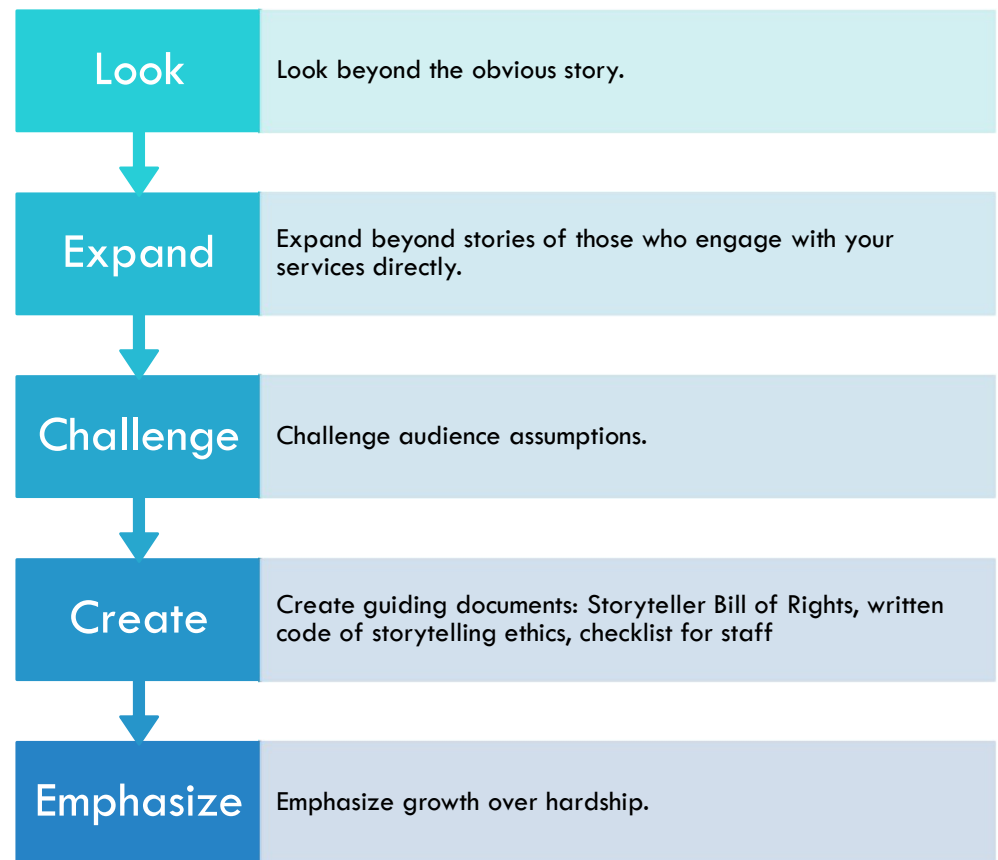 Look
Look beyond the obvious story.
Expand
Expand beyond stories of those who engage with your
services directly.
Challenge
Challenge audience assumptions.
Create
Create guiding documents: Storyteller Bill of Rights, written
code of storytelling ethics, checklist for staff
Emphasize
Emphasize growth over hardship.